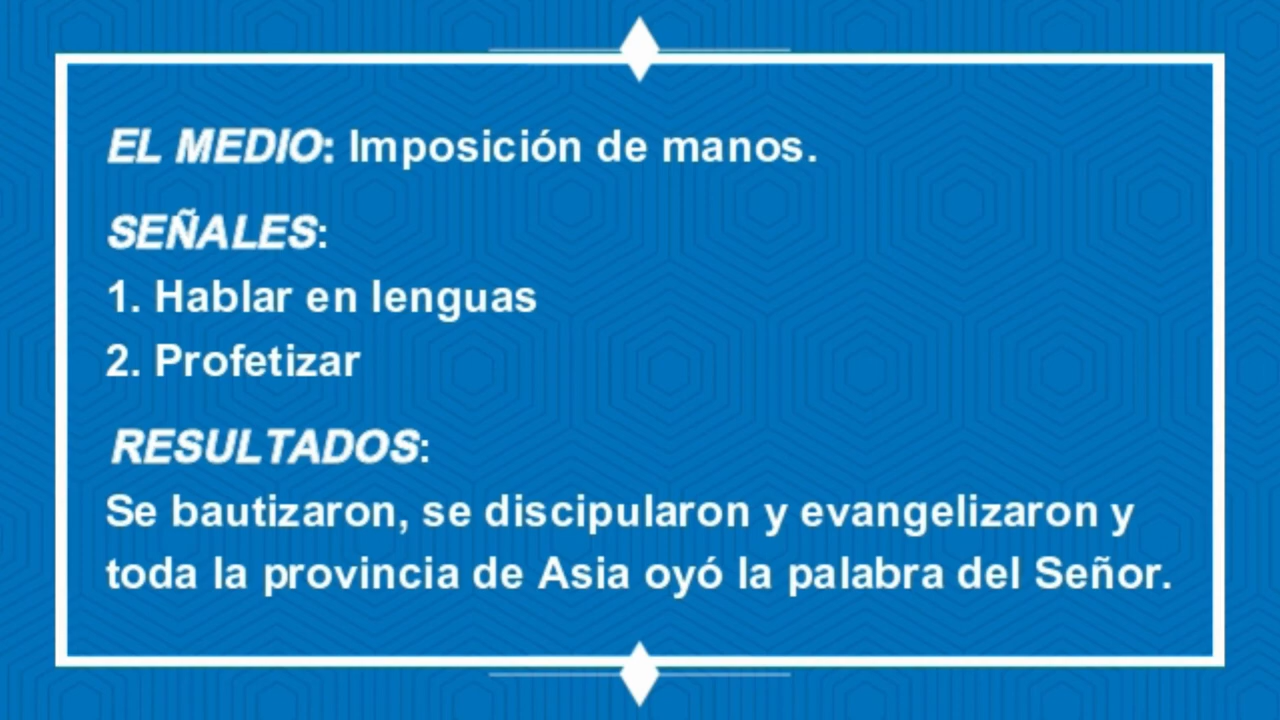 EL MEDIO: Imposición de manos.
SEÑALES:
1. Hablar en lenguas
2. Profetizar
RESULTADOS:
Se bautizaron, se discipularon y evangelizaron y
toda la provincia de Asia oyó la palabra del Señor.